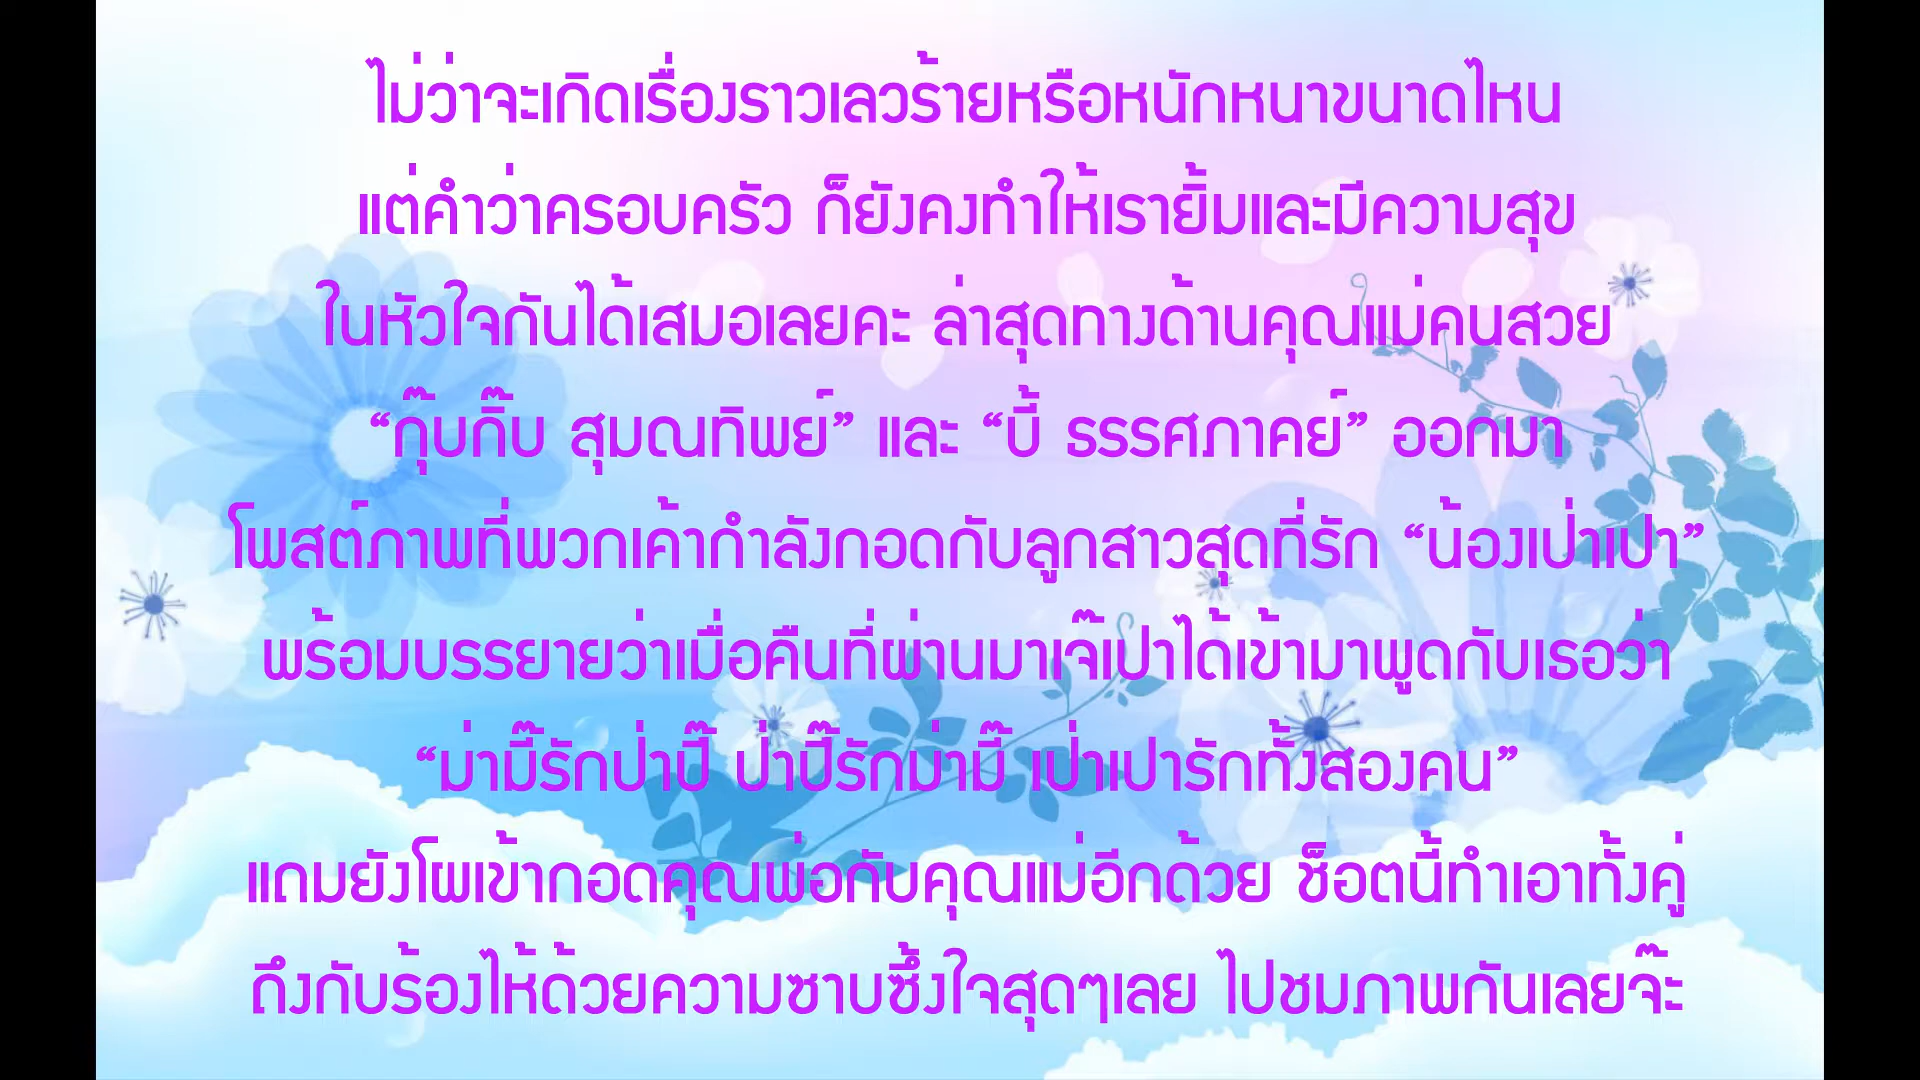 ไม่ว่าจะเกิดเรื่องราวเลวร้ายหรือหนักหนาขนาดไหน
แต่คำว่าครอบครัว ก็ยังคงทำให้เรายิ้มและมีความสุข
ในหัวใจกันได้เสมอเลยคะ ล่าสุดทางด้านคุณแม่คนสวย
“กุ๊บกิ๊บ สุมณทิพย์” และ “บี้ ธรรศภาคย์” ออกมา
โพสต์ภาพที่พวกเค้ากำลังกอดกับลูกสาวสุดที่รัก “น้องเป่าเปา”
พร้อมบรรยายว่าเมื่อคืนที่ผ่านมาเจ๊เปาได้เข้ามาพูดกับเธอว่า
“ม่ามี๊รักป่าปี๊ ป่าปี๊รักม่ามี๊ เป่าเปารักทั้งสองคน”
แถมยังโผเข้ากอดคุณพ่อกับคุณแม่อีกด้วย ช็อตนี้ทำเอาทั้งคู่
ถึงกับร้องไห้ด้วยความซาบซึ้งใจสุดๆเลย ไปชมภาพกันเลยจ๊ะ